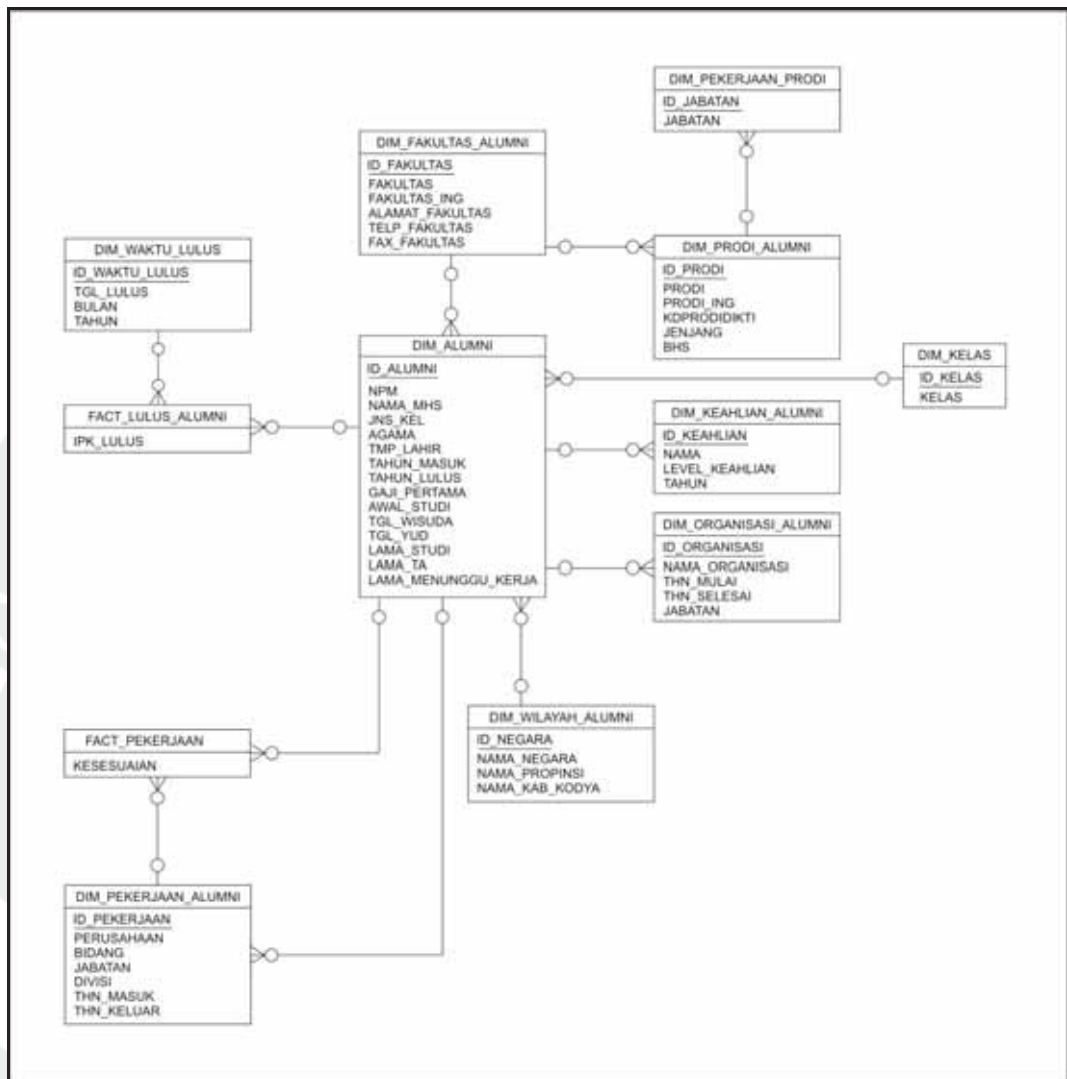 DIM_PEKERJAAN_PRODI
ID_JABATAN
JABATAN
DIM_FAKULTAS_ALUMNI
ID_FAKULTAS
FAKULTAS
FAKULTAS_ING
ALAMAT_FAKULTAS
TELP_FAKULTAS
FAX_FAKULTAS
DIM_WAKTU_LULUS
ID_WAKTU_LULUS
TGL_LULUS
BULAN
TAHUN
DIM_PRODI_ALUMNI
ID_PRODI
PRODI
PRODI_ING
KDPRODIDIKTI
JENJANG
BHS
DIM_ALUMNI
ID_ALUMNI
NPM
NAMA_MHS
JNS_KEL
AGAMA
TMP_LAHIR
TAHUN_MASUK
TAHUN_LULUS
GAJI_PERTAMA
AWAL_STUDI
TGL_WISUDA
TGL_YUD
LAMA_STUDI
LAMA_TA
LAMA_MENUNGGU_KERJA
DIM_KELAS
ID_KELAS
KELAS
FACT_LULUS_ALUMNI
IPK_LULUS
DIM_KEAHLIAN_ALUMNI
ID_KEAHLIAN
NAMA
LEVEL_KEAHLIAN
TAHUN
DIM_ORGANISASI_ALUMNI
ID_ORGANISASI
NAMA_ORGANISASI
THN_MULAI
THN_SELESAI
JABATAN
DIM_WILAYAH_ALUMNI
ID_NEGARA
NAMA_NEGARA
NAMA_PROPINSI
NAMA_KAB_KODYA
FACT_PEKERJAAN
KESESUAIAN
DIM_PEKERJAAN_ALUMNI
ID_PEKERJAAN
PERUSAHAAN
BIDANG
JABATAN
DIVISI
THN_MASUK
THN_KELUAR